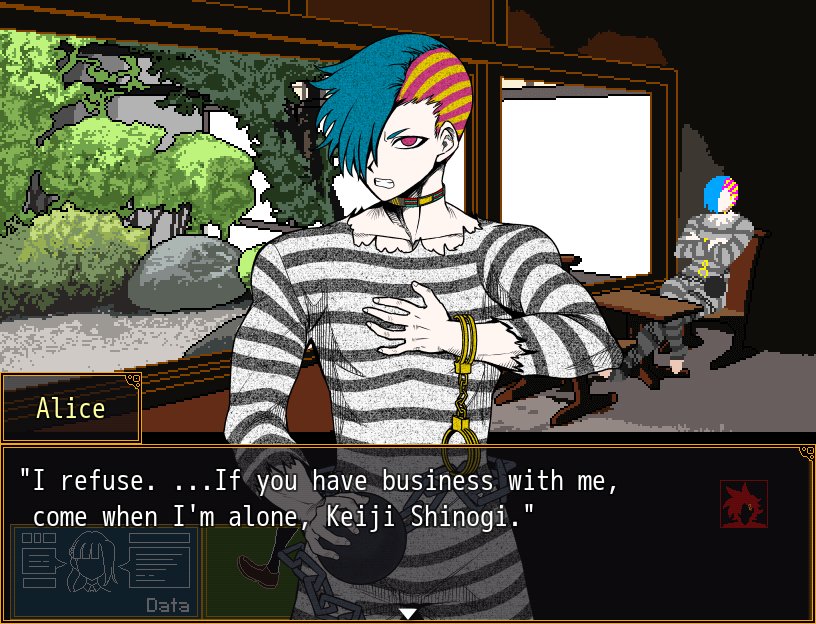 Alice
"I refuse. ...If you have business with me,
come when I'm alone, Keiji Shinogi."
Data